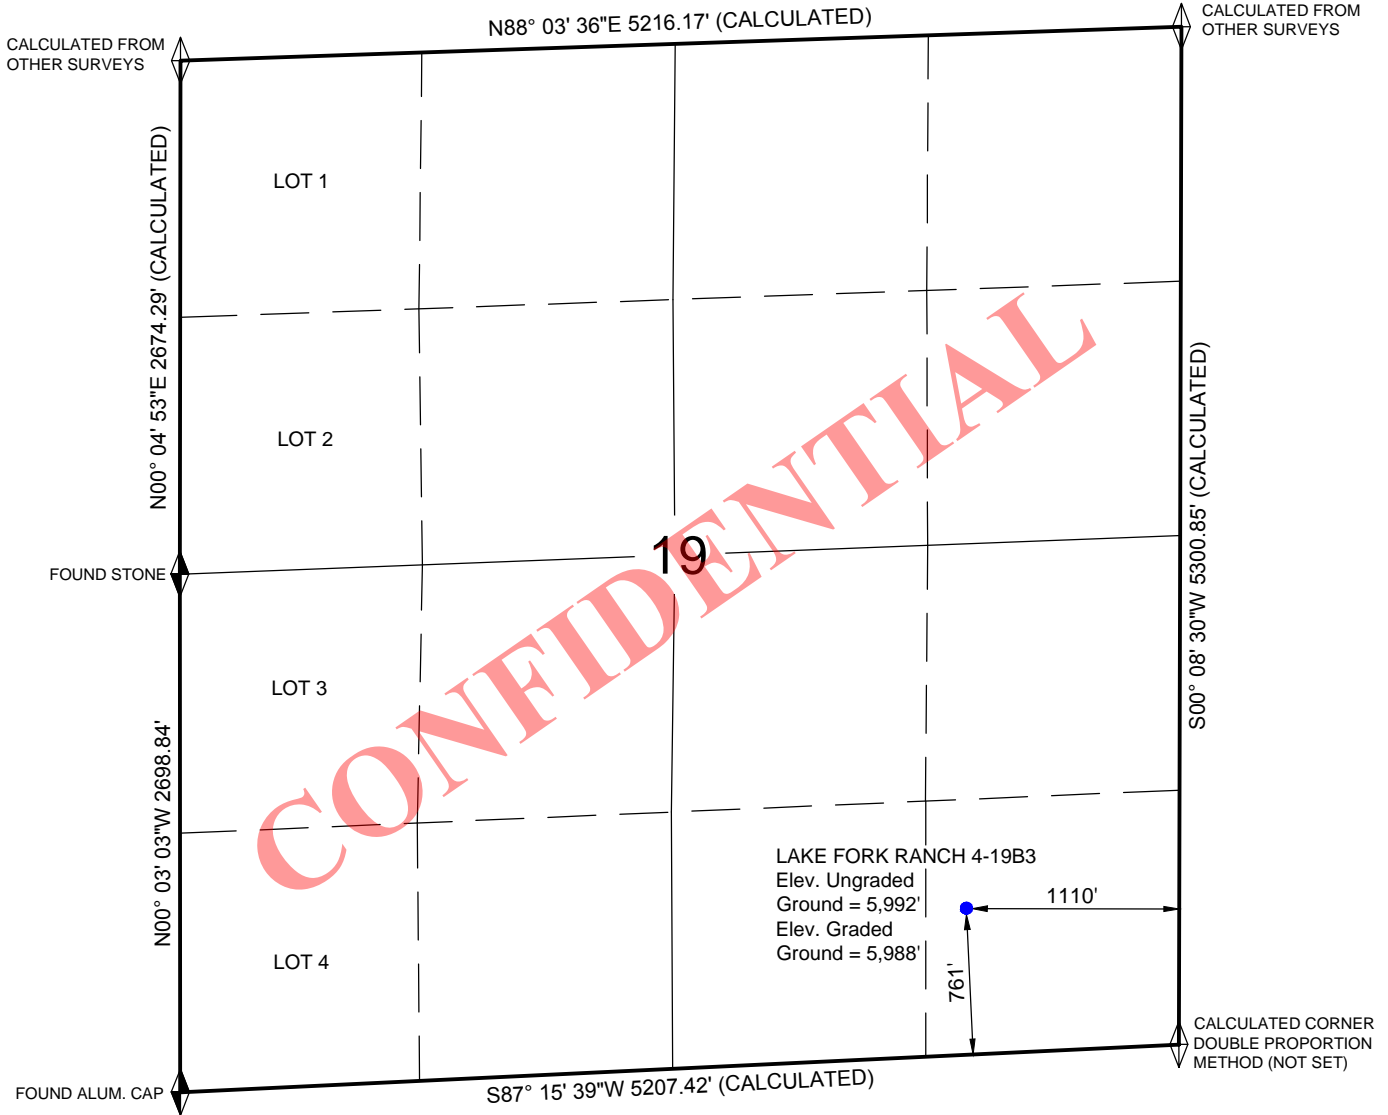 N88° 03' 36"E 5216.17' (CALCULATED)
CALCULATED FROM
OTHER SURVEYS
CALCULATED FROM
OTHER SURVEYS
N00° 04' 53"E 2674.29' (CALCULATED)
LOT 1
LOT 2
S00° 08' 30"W 5300.85' (CALCULATED)
19
CONFIDENTIAL
FOUND STONE
LOT 3
N00° 03' 03"W 2698.84'
LAKE FORK RANCH 4-19B3
Elev. Ungraded
Ground = 5,992'
Elev. Graded
Ground = 5,988'
1110'
761'
LOT 4
CALCULATED CORNER
DOUBLE PROPORTION
METHOD (NOT SET)
FOUND ALUM. CAP
S87° 15' 39"W 5207.42' (CALCULATED)